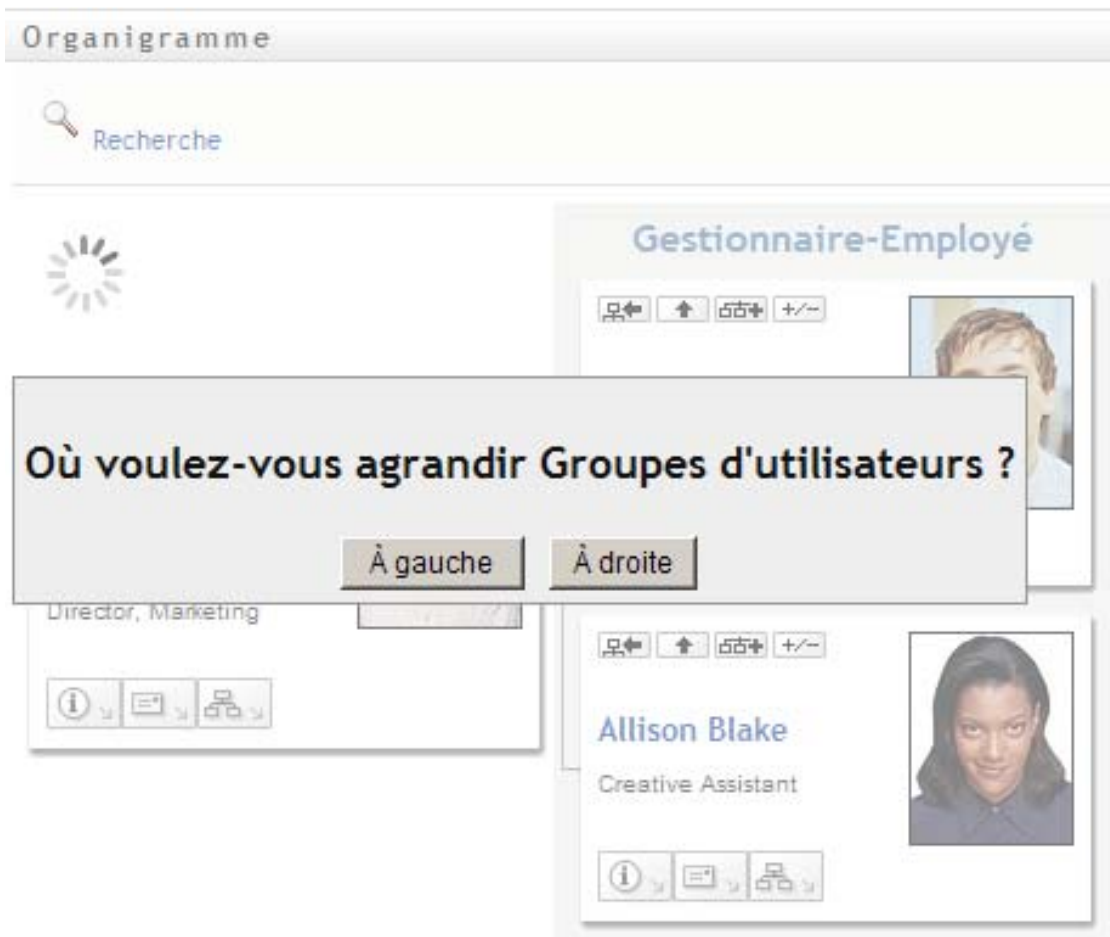 Organigramme
Recherche
Gestionnaire-Employé
+/-
Où voulez-vous agrandir Groupes d'utilisateurs ?
À gauche
À droite
Director, Marketing
+/-
Allison Blake
Creative Assistant